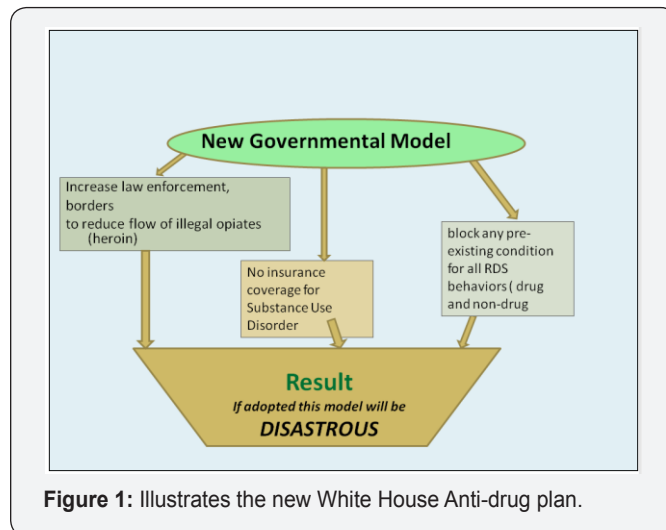 New Governmental Model
Increase law enforcement,
borders
to reduce flow of illegal opiates
(heroin)
No insurance
coverage for
Substance Use
Disorder
block any pre-
existing condition
for all RDS
behaviors ( drug
and non-drug
Result
If adopted this model will be
DISASTROUS
Figure 1: Illustrates the new White House Anti-drug plan.